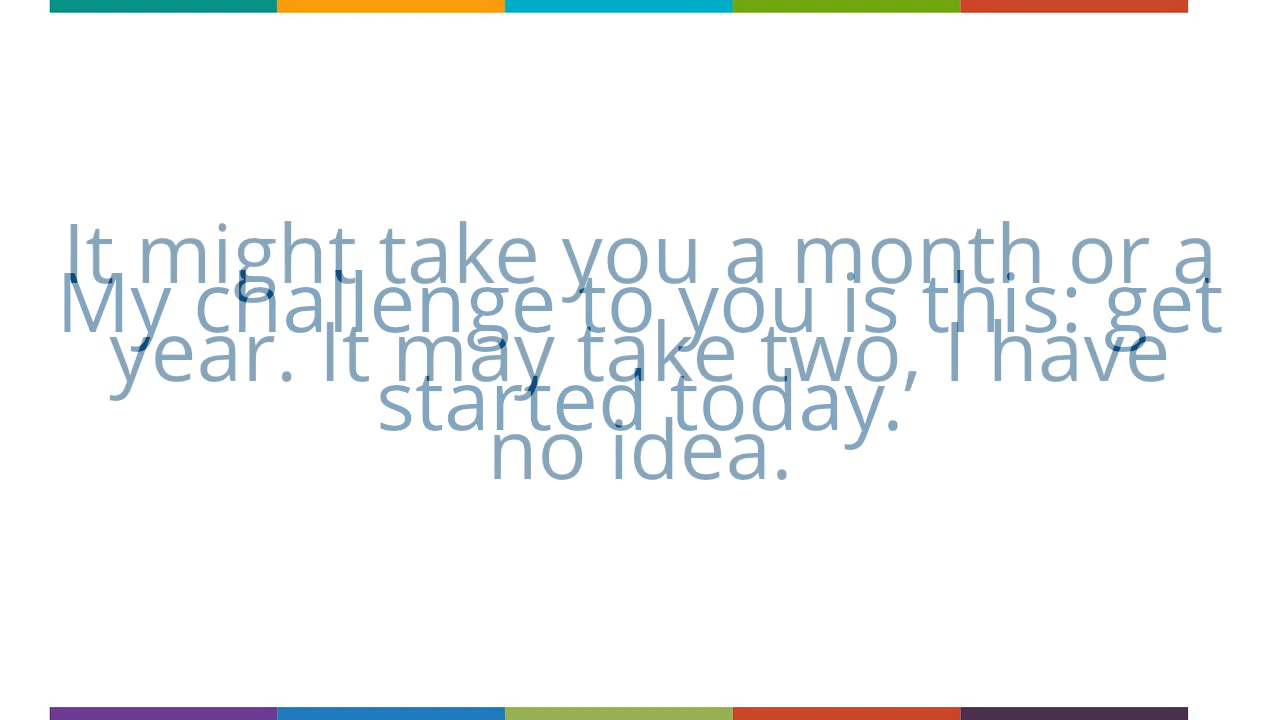 It might take you a month or a
My challenge to you is this: get
year. It may take two, I have
started today.
no idea.